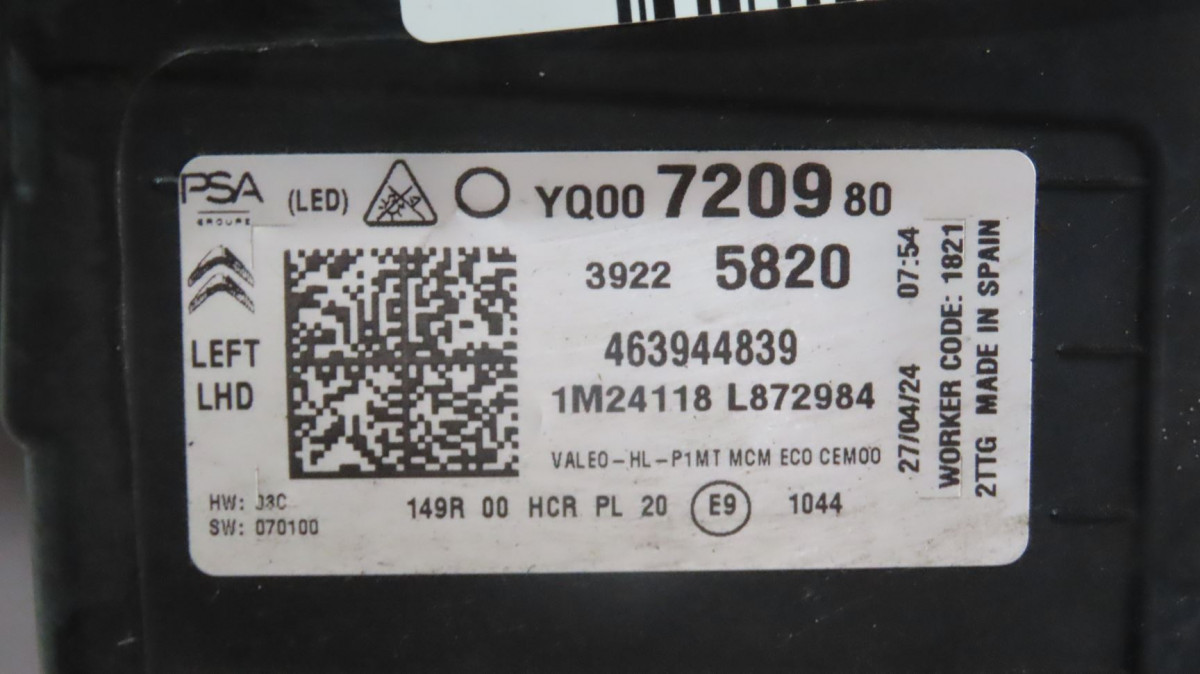 PSA
GROUPE
(LED)
YQ00 7209 80
3922 5820
LEFT
LHD
463944839
1M24118 L872984
VALEO-HL-P1MT MCM ECO CEM00
HW: 03C
SW: 070100
149R 00 HCR PL 20 E9 1044
27/04/24 07:54
WORKER CODE: 1821
2TTG MADE IN SPAIN